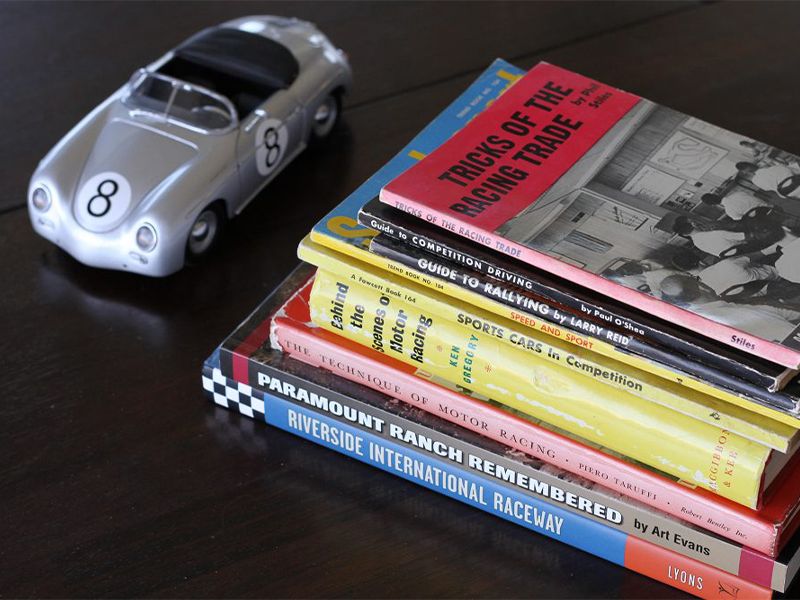 8
8
TRICKS OF THE
RACING TRADE
by Phil
Stiles
TRICKS OF THE RACING TRADE
Stiles
Guide to COMPETITION DRIVING
by Paul O'Shea
GUIDE TO RALLYING by LARRY REID
TREND BOOK NO. 164
SPEED AND SPORT
A Fawcett Book 164
SPORTS CARS In Competition
Behind
the
Scenes of
Motor
Racing
KEN
GREGORY
MACGIBBON
& KEE
THE TECHNIQUE OF MOTOR RACING • PIERO TARUFFI • Robert Bentley Inc.
PARAMOUNT RANCH REMEMBERED by Art Evans
RIVERSIDE INTERNATIONAL RACEWAY
LYONS